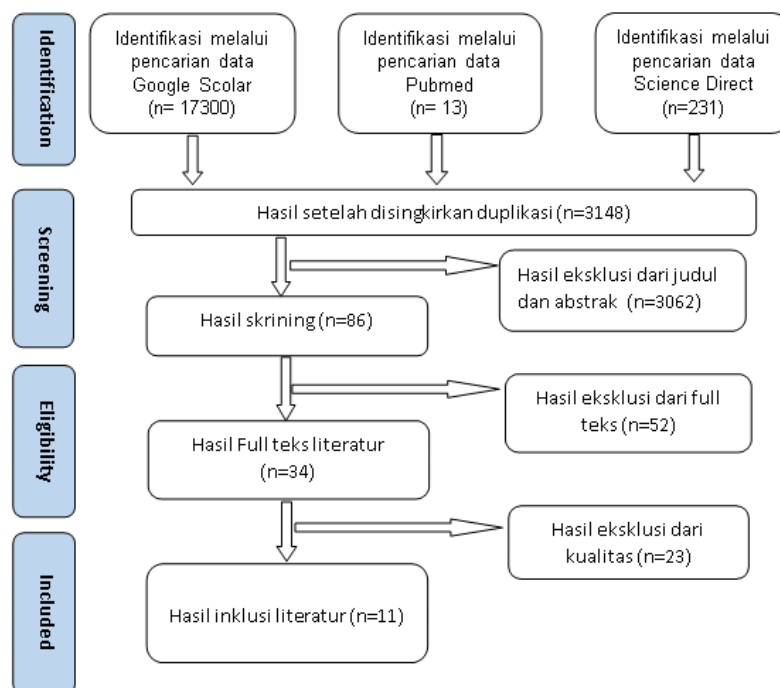 Identification
Identifikasi melalui
pencarian data
Google Scolar
(n= 17300)
Identifikasi melalui
pencarian data
Pubmed
(n= 13)
Identifikasi melalui
pencarian data
Science Direct
(n=231)
Screening
Hasil setelah disingkirkan duplikasi (n=3148)
Hasil eksklusi dari judul
dan abstrak (n=3062)
Hasil skrining (n=86)
Eligibility
Hasil eksklusi dari full
teks (n=52)
Hasil Full teks literatur
(n=34)
Hasil eksklusi dari
kualitas (n=23)
Included
Hasil inklusi literatur (n=11)